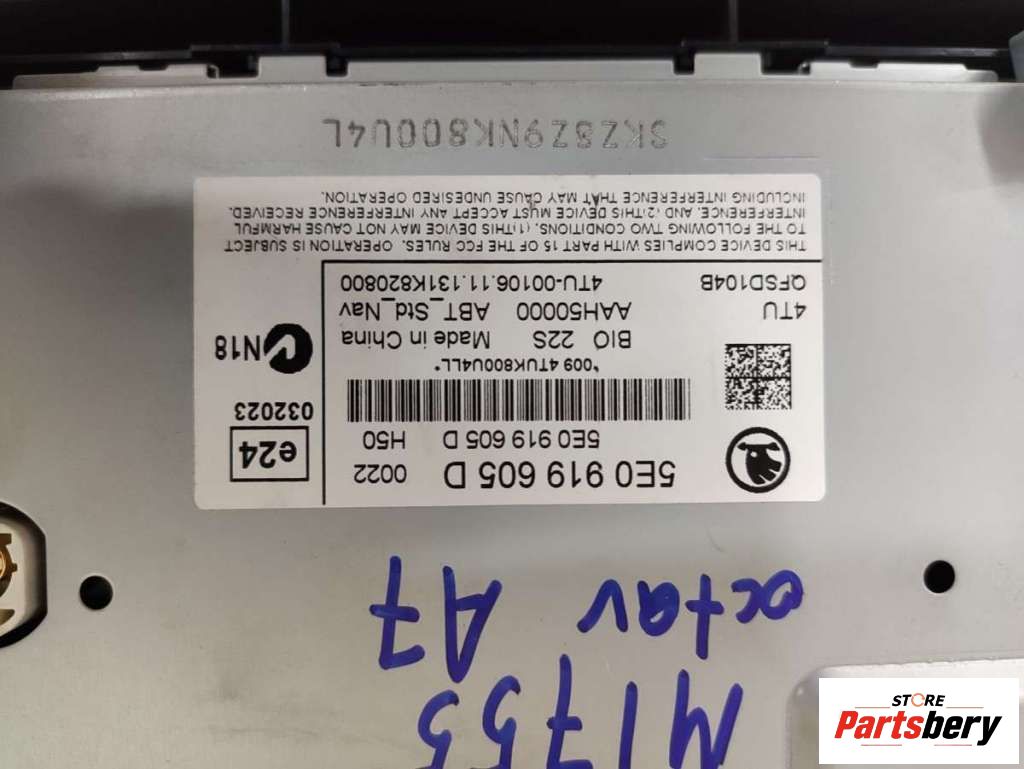 M1755
octav A7
5E0 919 605 D 0022
e24
5E0 919 605 D H50
032023
*009 4TUK800U4LL*
BIO 22S Made in China
N18
4TU AAH50000 ABT_Std_Nav
QFSD104B 4TU-00106.11.131K820800
THIS DEVICE COMPLIES WITH PART 15 OF THE FCC RULES. OPERATION IS SUBJECT
TO THE FOLLOWING TWO CONDITIONS, (1)THIS DEVICE MAY NOT CAUSE HARMFUL
INTERFERENCE, AND, (2)THIS DEVICE MUST ACCEPT ANY INTERFERENCE RECEIVED,
INCLUDING INTERFERENCE THAT MAY CAUSE UNDESIRED OPERATION.
SKZ8Z9NK800U4L
STORE
Partsbery